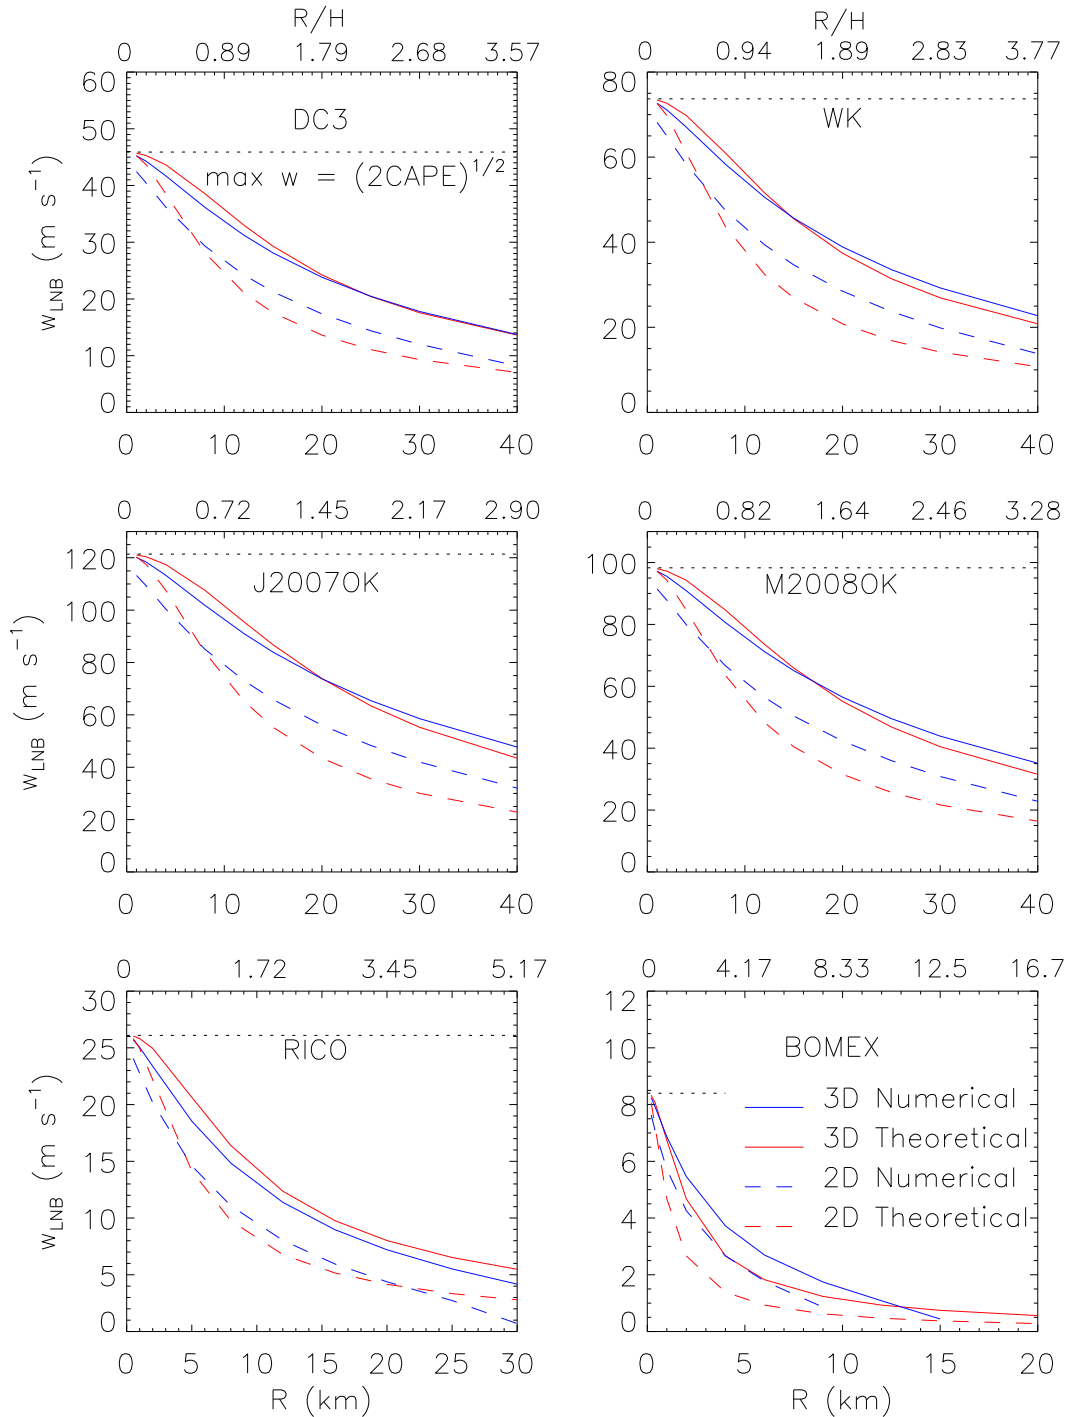 R/H R/H
0 0.89 1.79 2.68 3.57 0 0.94 1.89 2.83 3.77
60 80
DC3 WK
50
max w = (2CAPE)^1/2 60
40
w_LNB (m s^-1)
30 40
20
20
10
0 0
0 10 20 30 40 0 10 20 30 40
0 0.72 1.45 2.17 2.90 0 0.82 1.64 2.46 3.28
120 100
J2007OK M2008OK
100
80
80
w_LNB (m s^-1)
60 60
40 40
20 20
0 0
0 10 20 30 40 0 10 20 30 40
0 1.72 3.45 5.17 0 4.17 8.33 12.5 16.7
30 12
RICO BOMEX
25 10
3D Numerical
20 8
3D Theoretical
w_LNB (m s^-1)
15 6
2D Numerical
10 4
2D Theoretical
5 2
0 0
0 5 10 15 20 25 30 0 5 10 15 20
R (km) R (km)